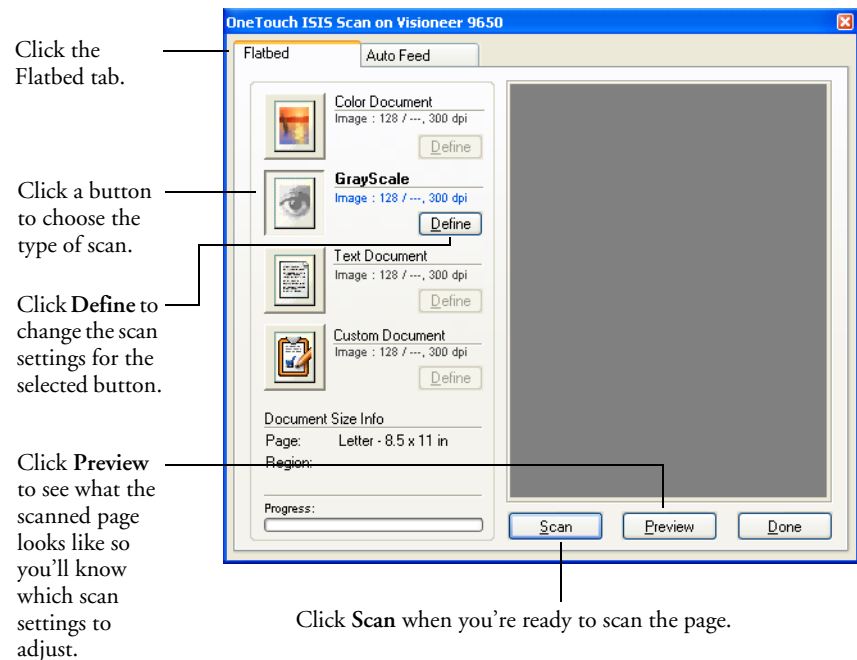 OneTouch ISIS Scan on Visioneer 9650
Click the
Flatbed tab.
Flatbed
Auto Feed
Color Document
Image : 128 / ---, 300 dpi
Define
Click a button
to choose the
type of scan.
GrayScale
Image : 128 / ---, 300 dpi
Define
Click Define to
change the scan
settings for the
selected button.
Text Document
Image : 128 / ---, 300 dpi
Define
Custom Document
Image : 128 / ---, 300 dpi
Define
Document Size Info
Page: Letter - 8.5 x 11 in
Region:
Progress:
Click Preview
to see what the
scanned page
looks like so
you'll know
which scan
settings to
adjust.
Scan
Preview
Done
Click Scan when you're ready to scan the page.